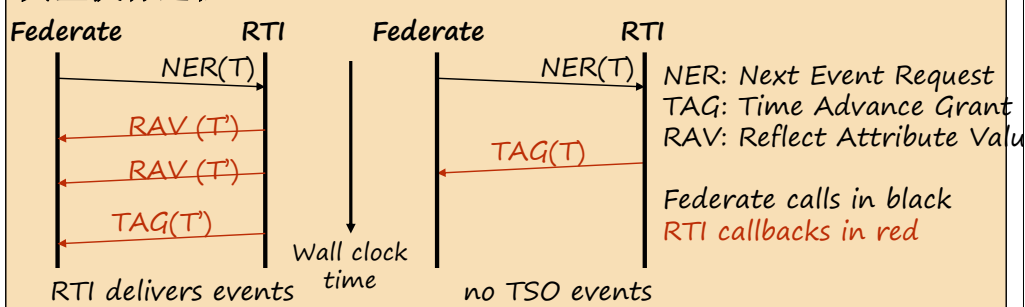 Federate
RTI
NER(T)
RAV (T')
RAV (T')
TAG(T')
RTI delivers events
Wall clock
time
Federate
RTI
NER(T)
TAG(T)
no TSO events
NER: Next Event Request
TAG: Time Advance Grant
RAV: Reflect Attribute Valu
Federate calls in black
RTI callbacks in red